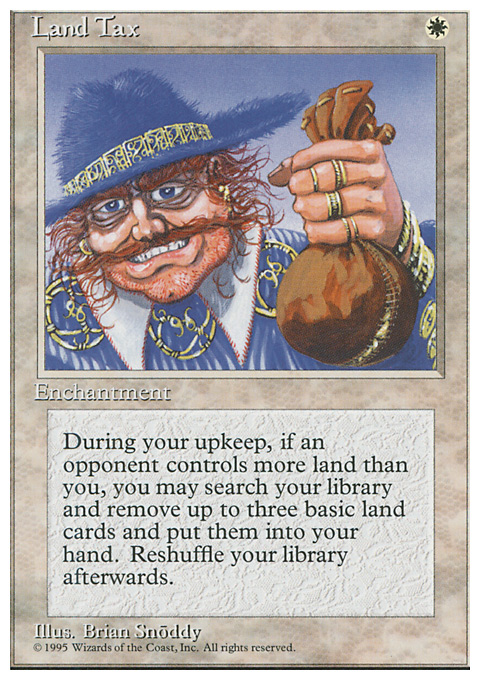 Land Tax
Enchantment
During your upkeep, if an
opponent controls more land than
you, you may search your library
and remove up to three basic land
cards and put them into your
hand. Reshuffle your library
afterwards.
Illus. Brian Snōddy
© 1995 Wizards of the Coast, Inc. All rights reserved.